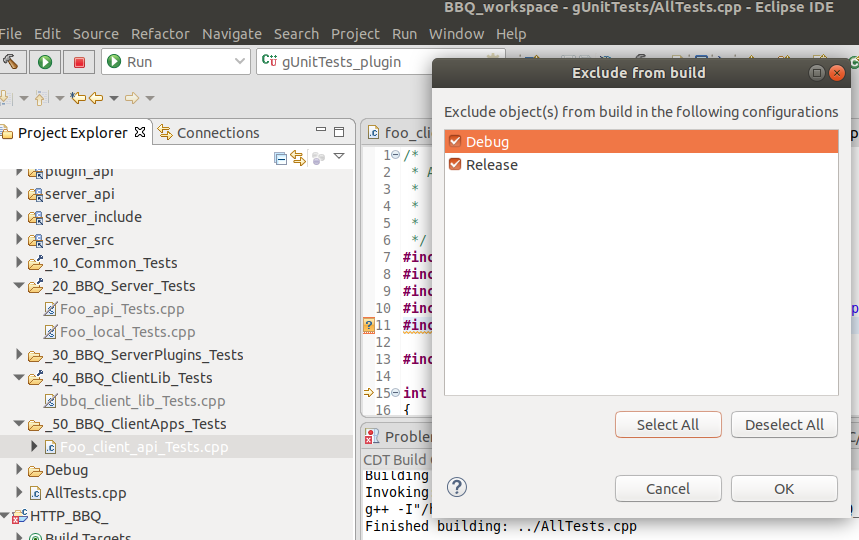 BBQ_workspace - gUnitTests/AllTests.cpp - Eclipse IDE
File Edit Source Refactor Navigate Search Project Run Window Help
Run
gUnitTests_plugin
Project Explorer
Connections
plugin_api
server_api
server_include
server_src
_10_Common_Tests
_20_BBQ_Server_Tests
Foo_api_Tests.cpp
Foo_local_Tests.cpp
_30_BBQ_ServerPlugins_Tests
_40_BBQ_ClientLib_Tests
bbq_client_lib_Tests.cpp
_50_BBQ_ClientApps_Tests
Foo_client_api_Tests.cpp
Debug
AllTests.cpp
HTTP_BBQ_
Build Targets
foo_cli
1 /*
2 * A
3 *
4 *
5 *
6 */
7 #inc
8 #inc
9 #inc
10 #inc
11 #inc
12
13 #inc
14
15 int
16 {
Problem
CDT Build C
Building
Invoking
g++ -I"/h
Finished building: ../AllTests.cpp
Exclude from build
Exclude object(s) from build in the following configurations
Debug
Release
Select All
Deselect All
Cancel
OK